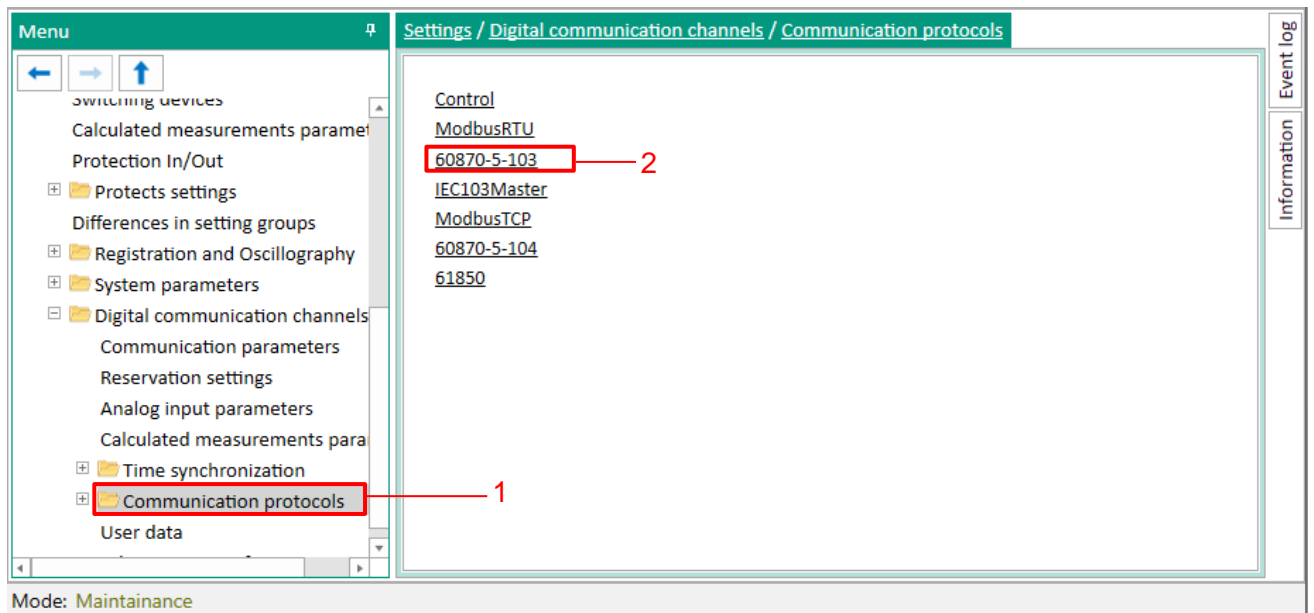 Menu
Switching devices
Calculated measurements paramet
Protection In/Out
Protects settings
Differences in setting groups
Registration and Oscillography
System parameters
Digital communication channels
Communication parameters
Reservation settings
Analog input parameters
Calculated measurements para
Time synchronization
Communication protocols
User data
1
Settings / Digital communication channels / Communication protocols
Control
ModbusRTU
60870-5-103
2
IEC103Master
ModbusTCP
60870-5-104
61850
Event log
Information
Mode: Maintainance